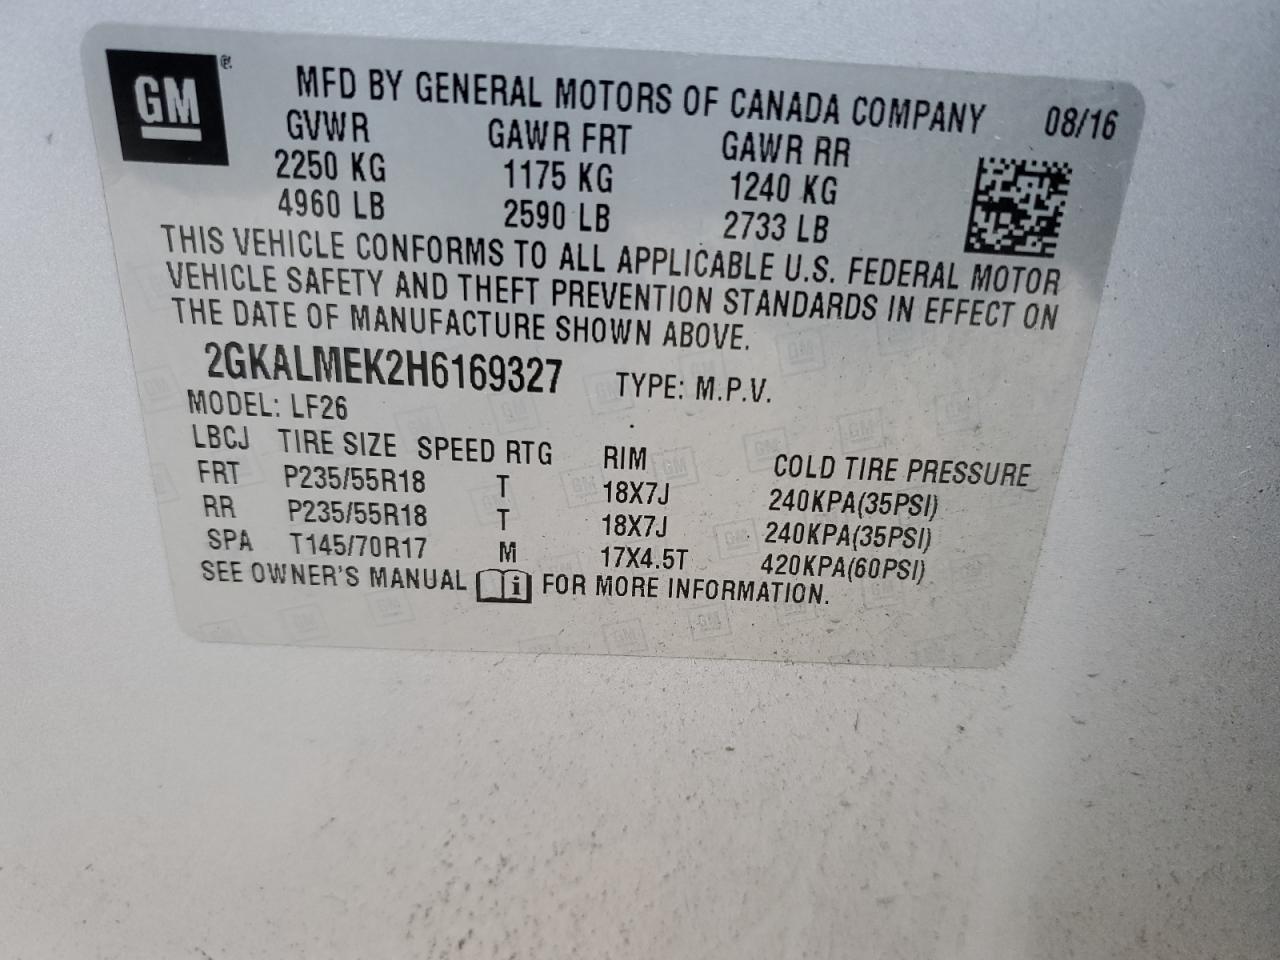 GM ®
MFD BY GENERAL MOTORS OF CANADA COMPANY 08/16
GVWR GAWR FRT GAWR RR
2250 KG 1175 KG 1240 KG
4960 LB 2590 LB 2733 LB
THIS VEHICLE CONFORMS TO ALL APPLICABLE U.S. FEDERAL MOTOR
VEHICLE SAFETY AND THEFT PREVENTION STANDARDS IN EFFECT ON
THE DATE OF MANUFACTURE SHOWN ABOVE.
2GKALMEK2H6169327 TYPE: M.P.V.
MODEL: LF26
LBCJ TIRE SIZE SPEED RTG RIM COLD TIRE PRESSURE
FRT P235/55R18 T 18X7J 240KPA(35PSI)
RR P235/55R18 T 18X7J 240KPA(35PSI)
SPA T145/70R17 M 17X4.5T 420KPA(60PSI)
SEE OWNER'S MANUAL i FOR MORE INFORMATION.